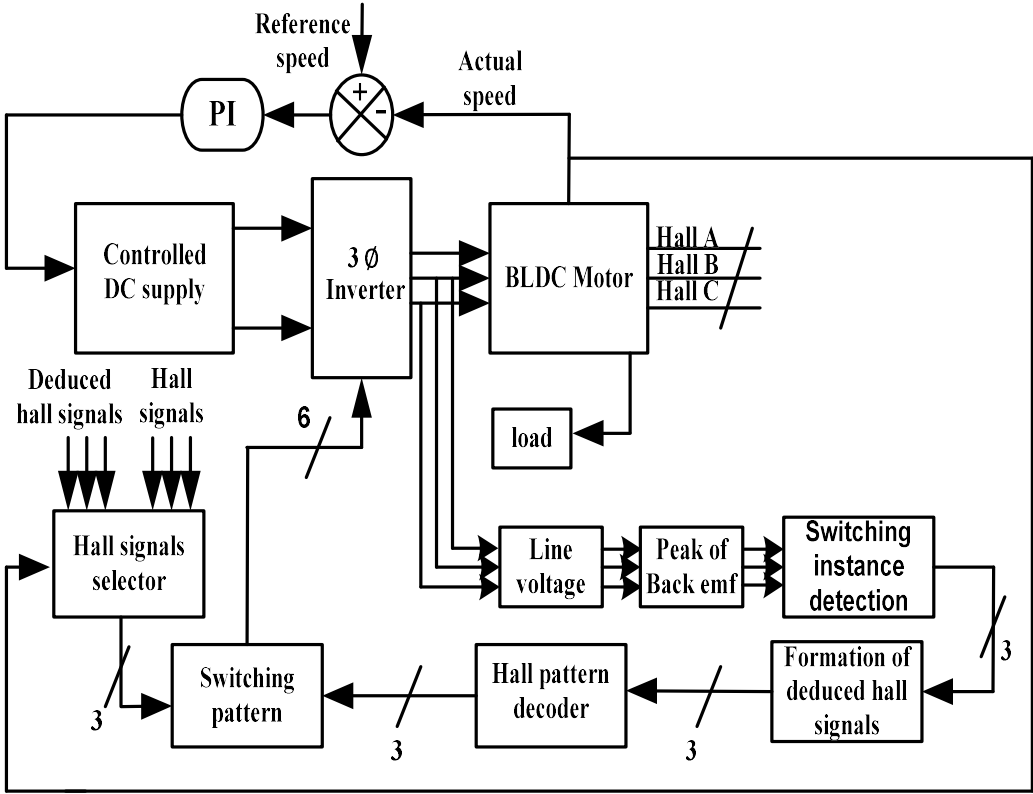 Reference
speed
Actual
speed
PI
+
-
Controlled
DC supply
3 Ø
Inverter
BLDC Motor
Hall A
Hall B
Hall C
Deduced
hall signals
Hall
signals
6
load
Hall signals
selector
Line
voltage
Peak of
Back emf
Switching
instance
detection
3
3
Switching
pattern
3
Hall pattern
decoder
3
Formation of
deduced hall
signals